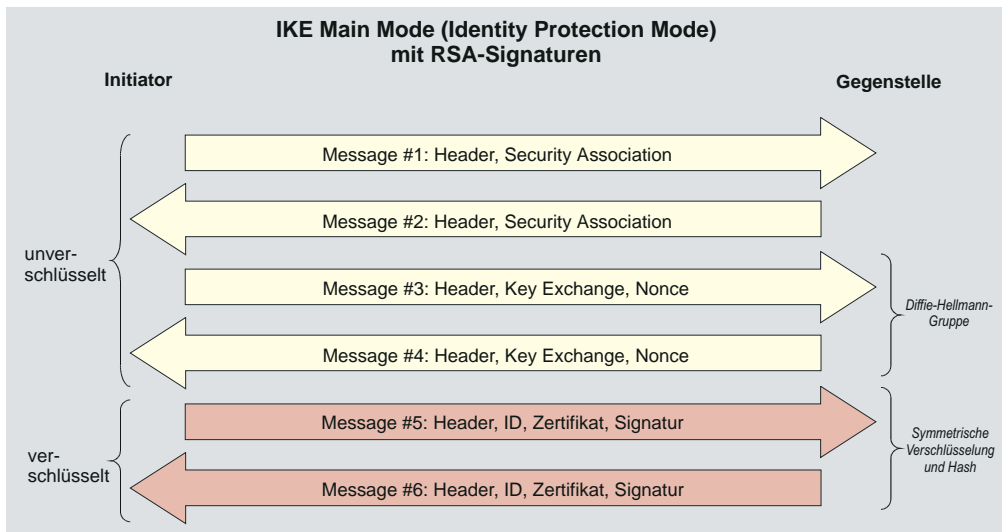 IKE Main Mode (Identity Protection Mode)
mit RSA-Signaturen
Initiator
Gegenstelle
Message #1: Header, Security Association
Message #2: Header, Security Association
unver-
schlüsselt
Message #3: Header, Key Exchange, Nonce
Diffie-Hellmann-
Gruppe
Message #4: Header, Key Exchange, Nonce
Message #5: Header, ID, Zertifikat, Signatur
ver-
schlüsselt
Symmetrische
Verschlüsselung
und Hash
Message #6: Header, ID, Zertifikat, Signatur